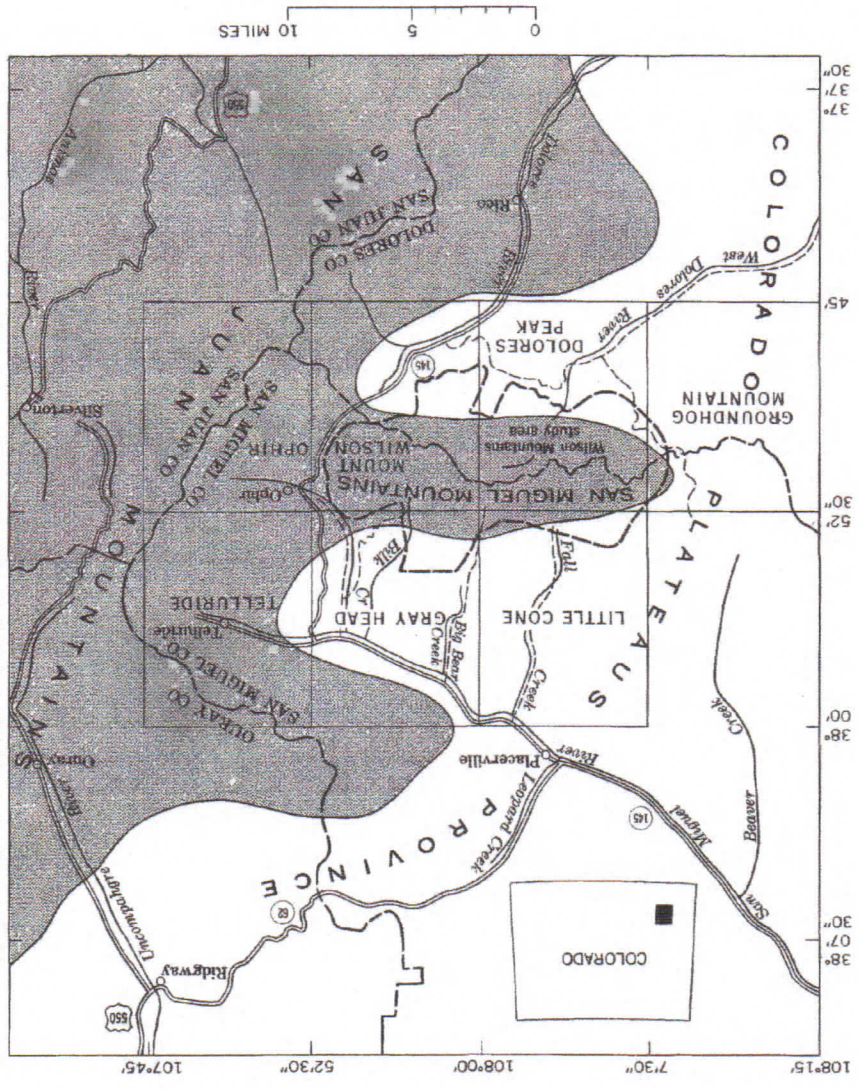 108°15'
7'30"
108°00'
52'30"
107°45'
38°
07'
30"
COLORADO
550
Ridgway
62
Uncompahgre
River
San
Miguel
River
Beaver
Creek
145
PROVINCE
Leopard Creek
Placerville
Ouray
38°
00'
OURAY CO
SAN MIGUEL CO
Telluride
TELLURIDE
LITTLE CONE
GRAY HEAD
Big Bear
Creek
Fall
Creek
Bilk
Cr
52'
30"
COLORADO
PLATEAUS
SAN MIGUEL MOUNTAINS
Wilson Mountains
study area
MOUNT
WILSON
Ophir
OPHIR
SAN MIGUEL CO
SAN JUAN CO
Silverton
GROUNDHOG
MOUNTAIN
DOLORES
PEAK
145
45'
West
Dolores
River
Rico
Dolores
River
DOLORES CO
SAN JUAN CO
SAN
JUAN
MOUNTAINS
Animas
River
550
37°
37'
30"
0
5
10 MILES